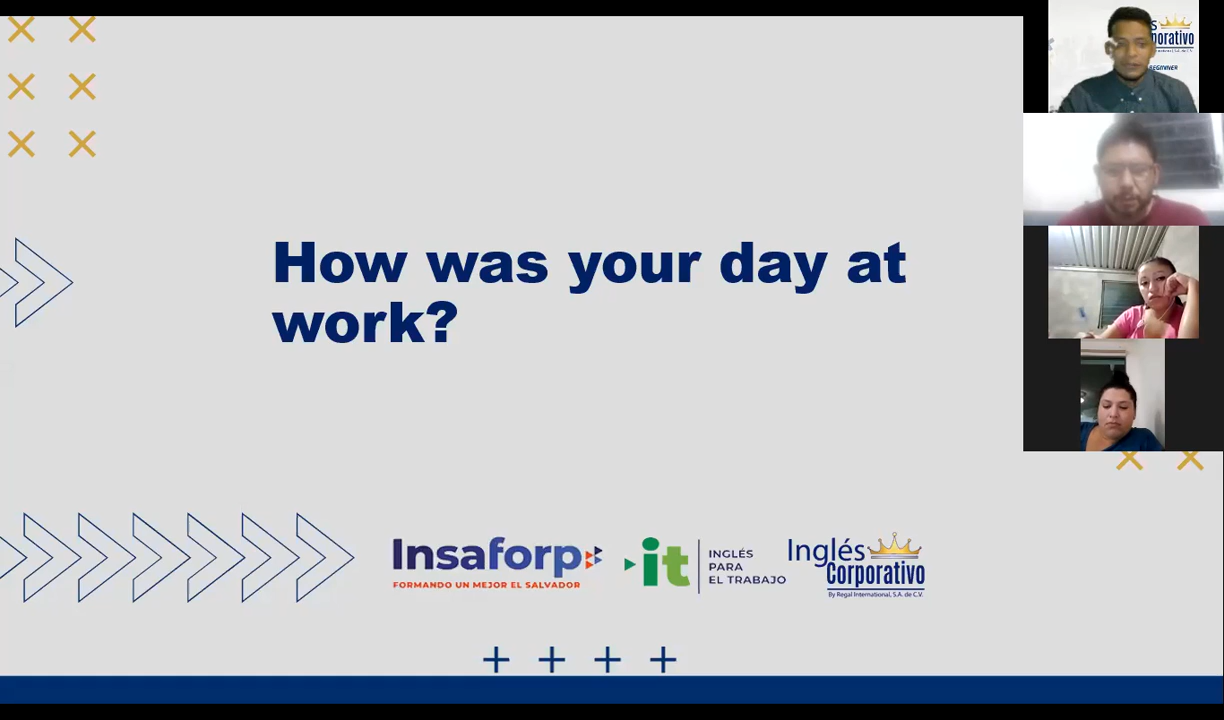 How was your day at
work?
Insaforp
FORMANDO UN MEJOR EL SALVADOR
it
INGLÉS
PARA
EL TRABAJO
Inglés
Corporativo
By Regal International, S.A. de C.V.
BEGINNER